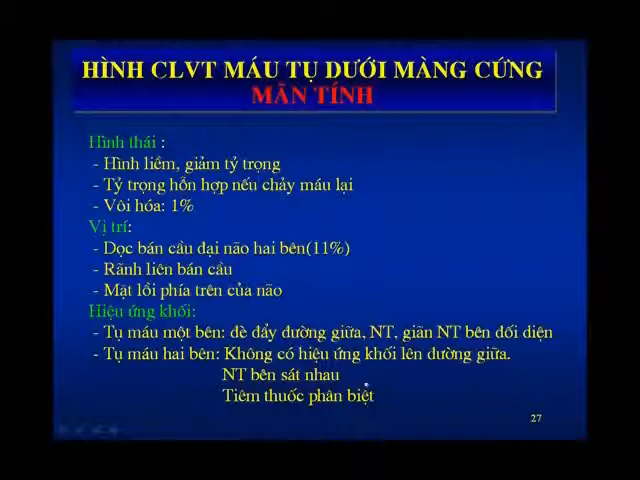 HÌNH CLVT MÁU TỤ DƯỚI MÀNG CỨNG
MÃN TÍNH
Hình thái :
- Hình liềm, giảm tỷ trọng
- Tỷ trọng hỗn hợp nếu chảy máu lại
- Vôi hóa: 1%
Vị trí:
- Dọc bán cầu đại não hai bên(11%)
- Rãnh liên bán cầu
- Mặt lồi phía trên của não
Hiệu ứng khối:
- Tụ máu một bên: đè đẩy đường giữa, NT, giãn NT bên đối diện
- Tụ máu hai bên: Không có hiệu ứng khối lên đường giữa.
NT bên sát nhau
Tiêm thuốc phân biệt
27